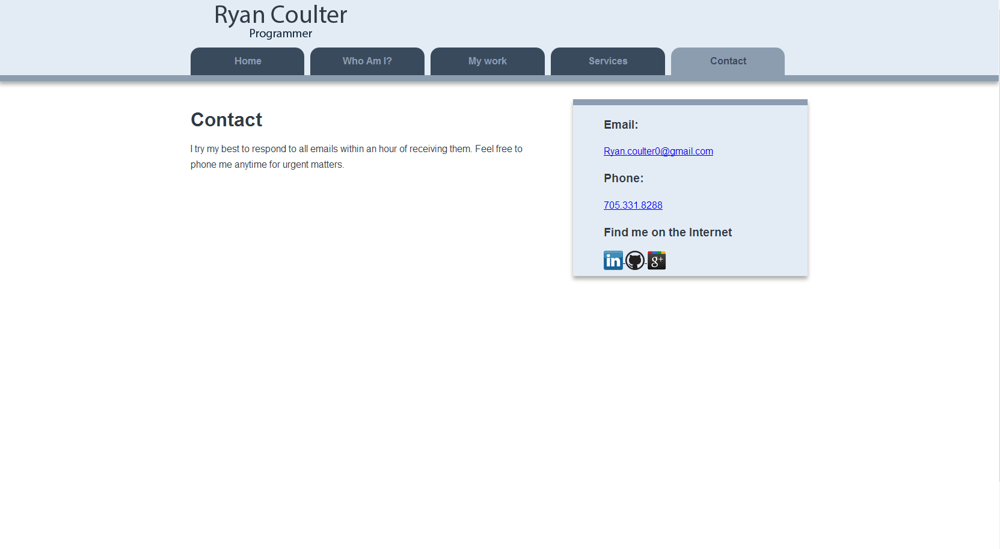 Ryan Coulter
Programmer
Home
Who Am I?
My work
Services
Contact
Contact
I try my best to respond to all emails within an hour of receiving them. Feel free to
phone me anytime for urgent matters.
Email:
Ryan.coulter0@gmail.com
Phone:
705.331.8288
Find me on the Internet
in
g+